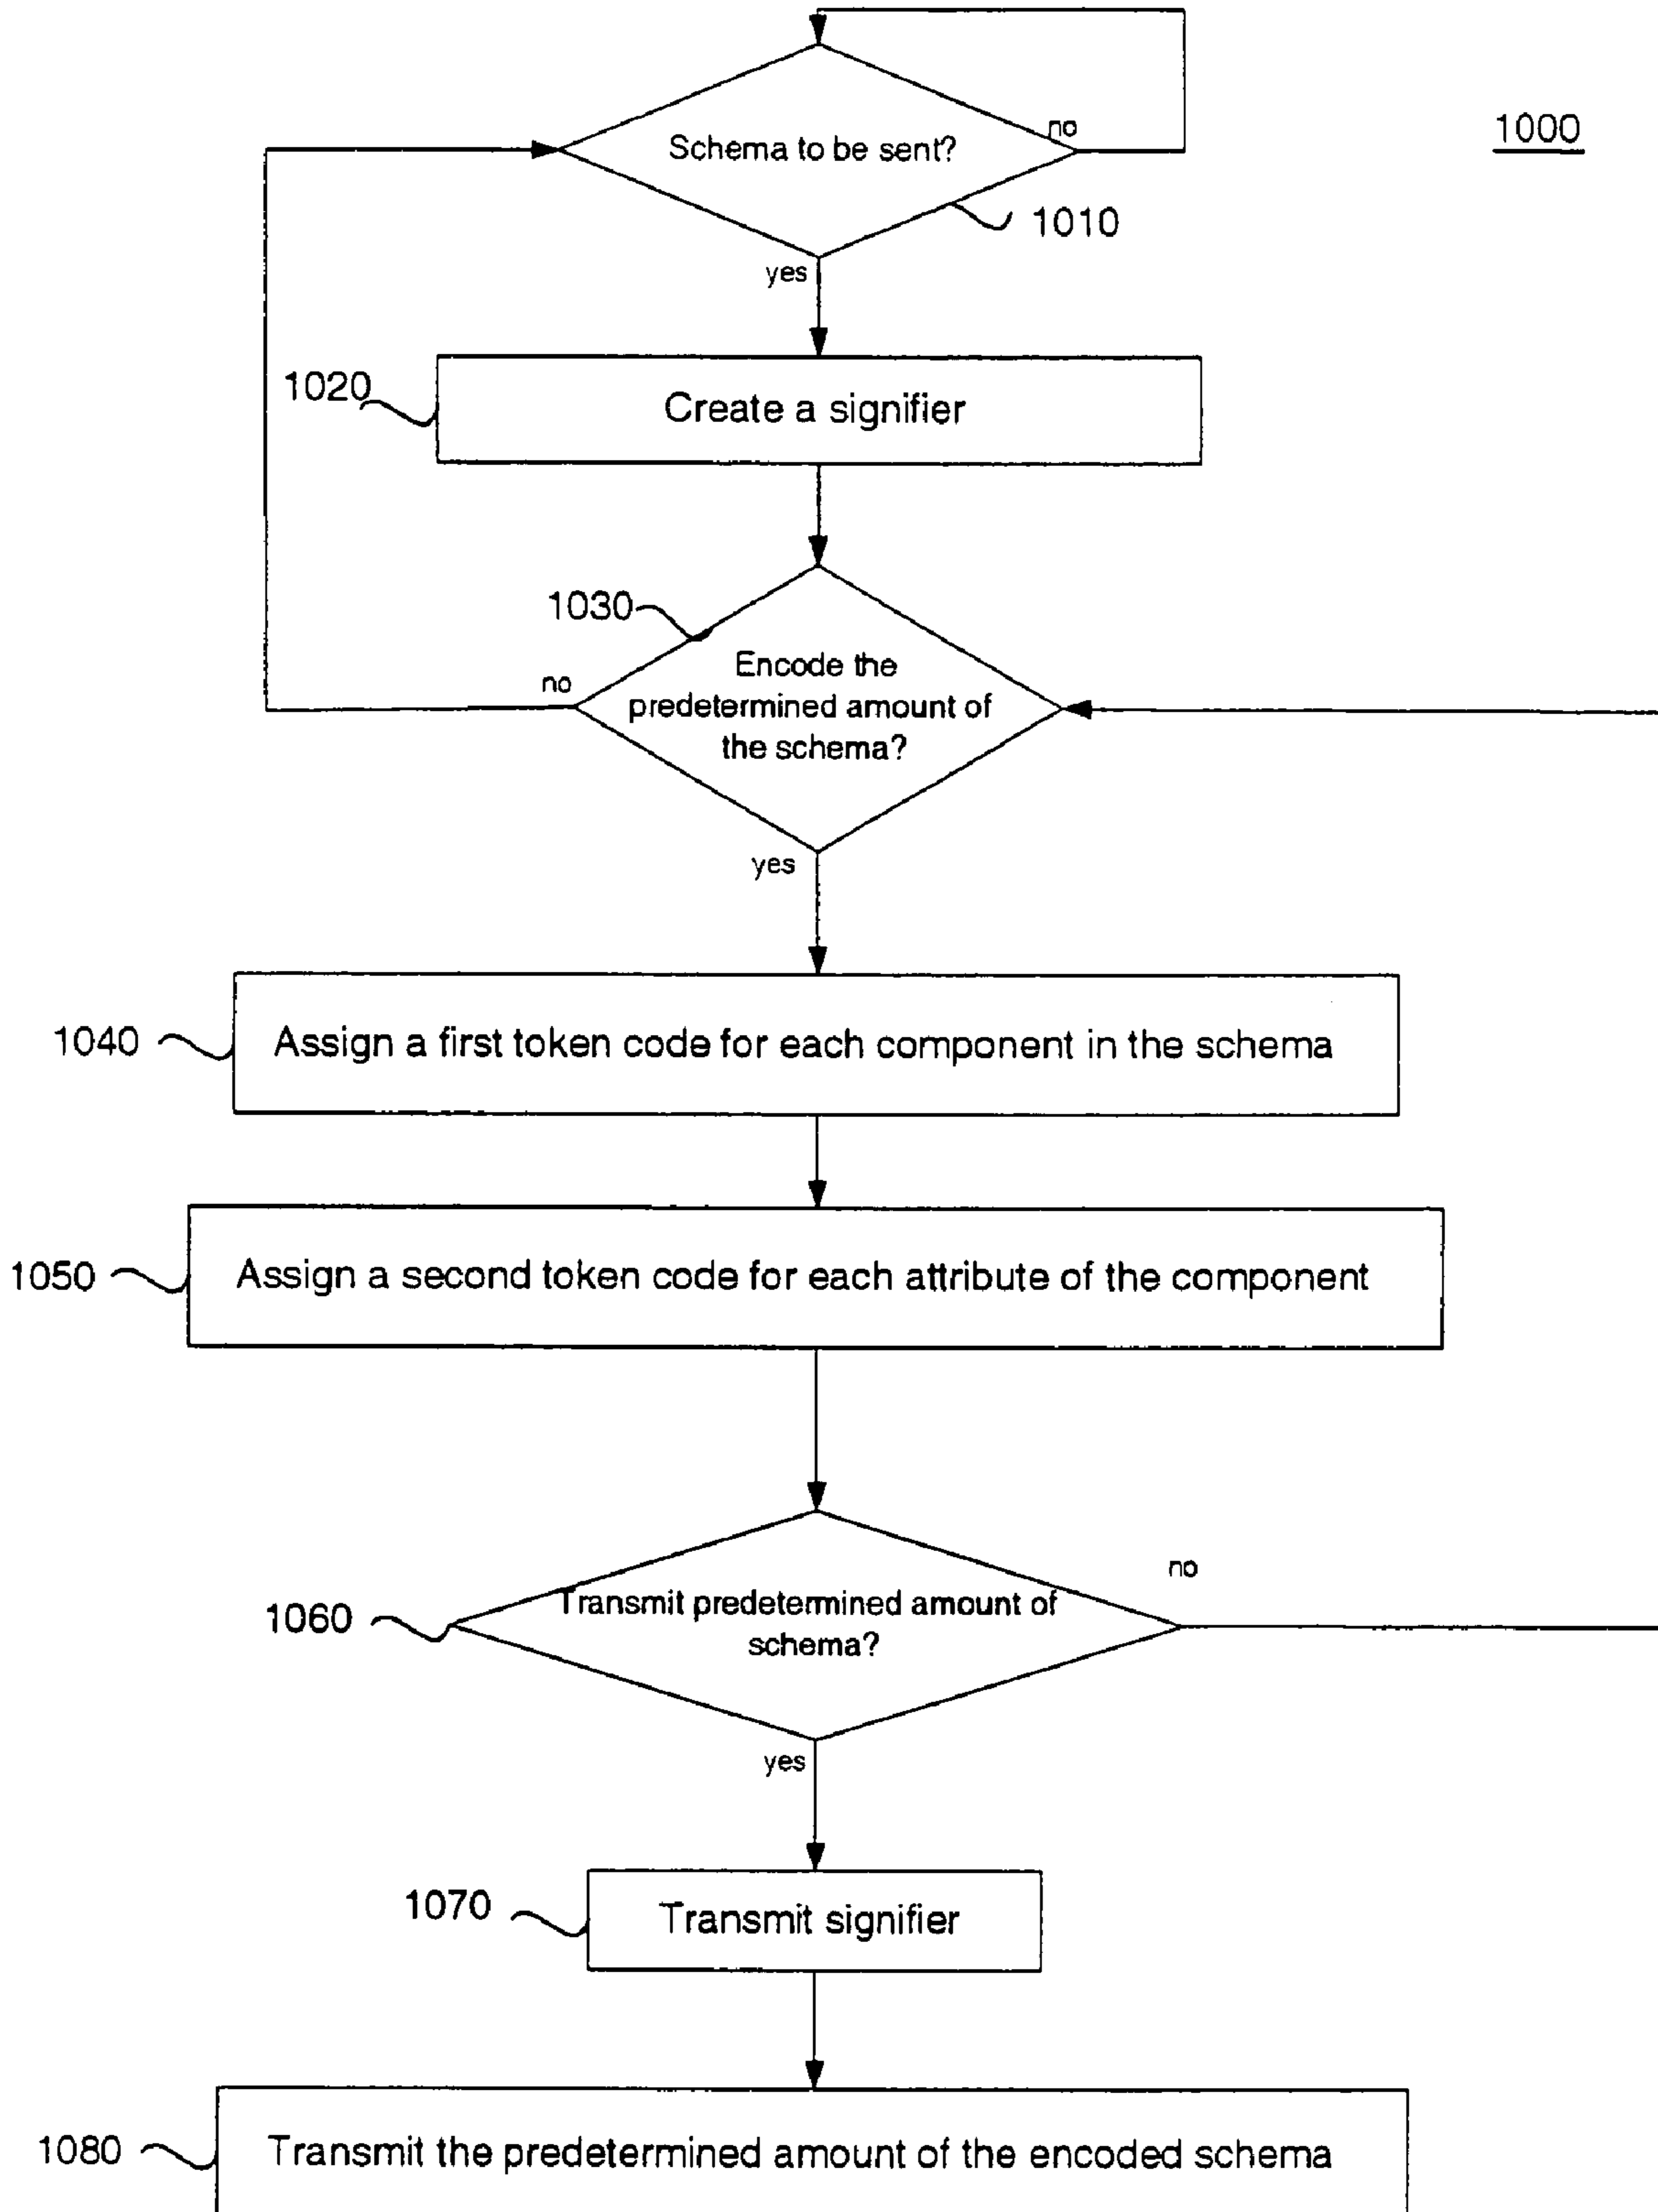 no
1000
Schema to be sent?
1010
yes
1020
Create a signifier
1030
Encode the
predetermined amount of
the schema?
no
yes
1040
Assign a first token code for each component in the schema
1050
Assign a second token code for each attribute of the component
no
1060
Transmit predetermined amount of
schema?
yes
1070
Transmit signifier
1080
Transmit the predetermined amount of the encoded schema